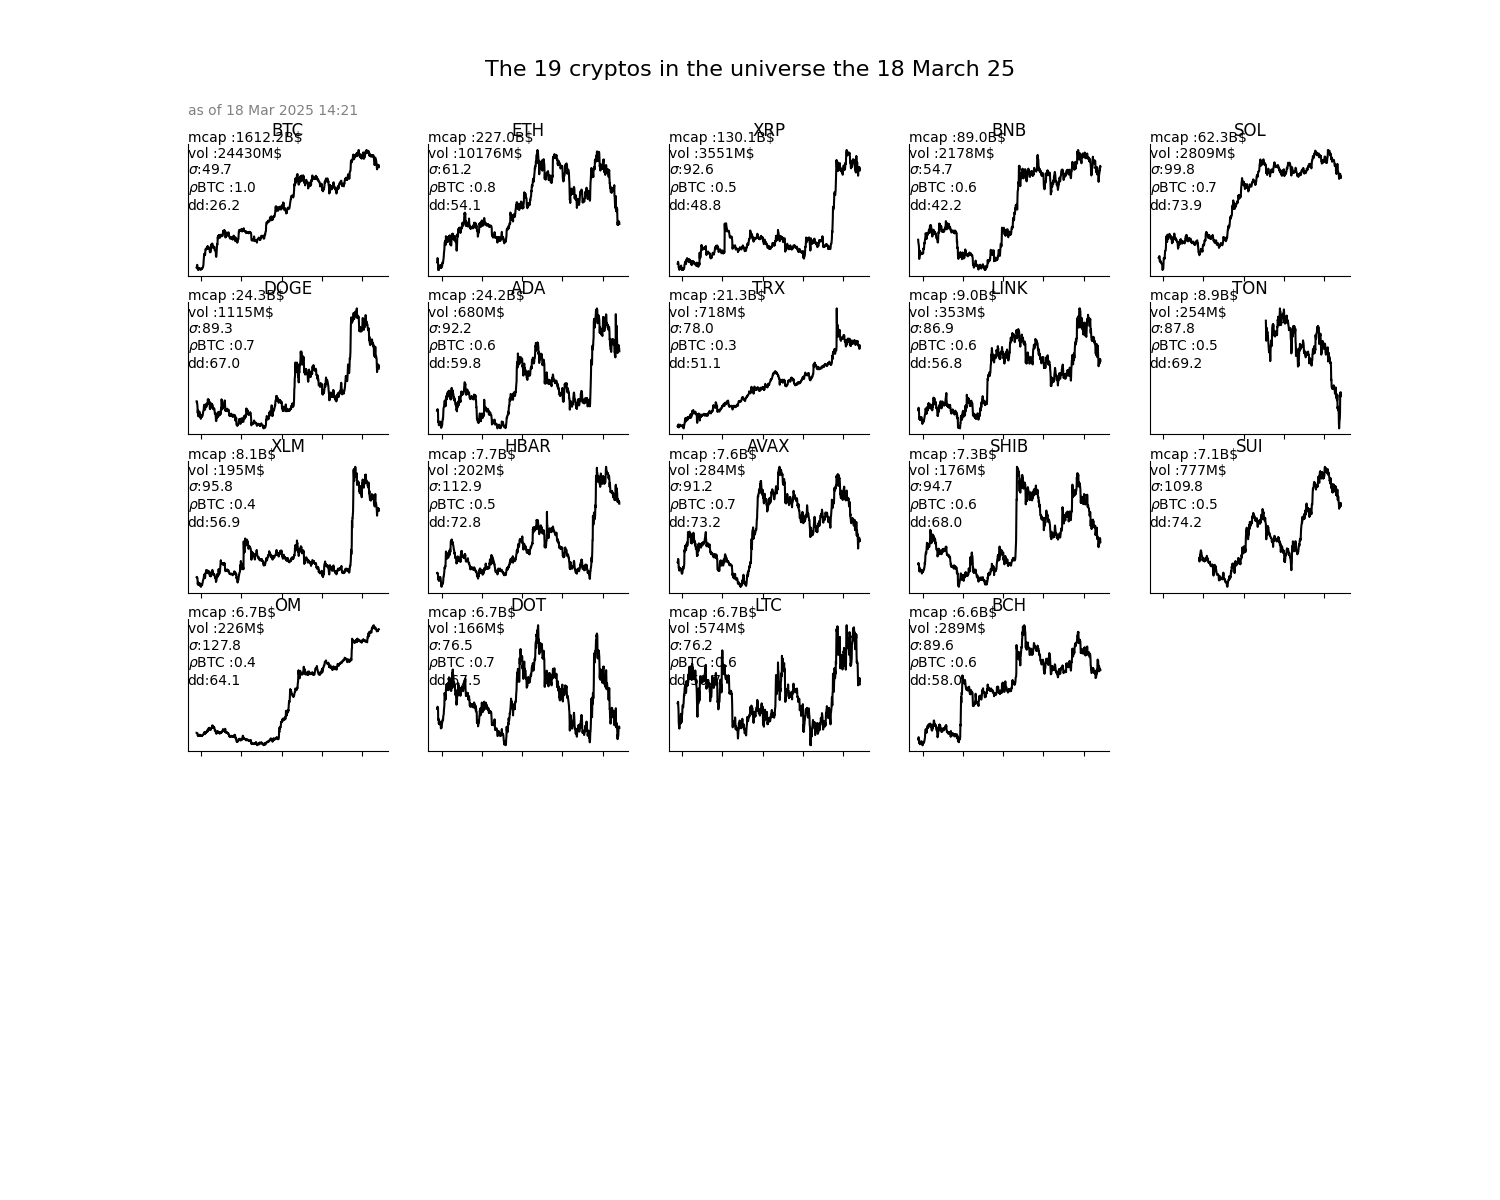 The 19 cryptos in the universe the 18 March 25
as of 18 Mar 2025 14:21
BTC
mcap :1612.2B$
vol :24430M$
σ:49.7
ρBTC :1.0
dd:26.2
ETH
mcap :227.0B$
vol :10176M$
σ:61.2
ρBTC :0.8
dd:54.1
XRP
mcap :130.1B$
vol :3551M$
σ:92.6
ρBTC :0.5
dd:48.8
BNB
mcap :89.0B$
vol :2178M$
σ:54.7
ρBTC :0.6
dd:42.2
SOL
mcap :62.3B$
vol :2809M$
σ:99.8
ρBTC :0.7
dd:73.9
DOGE
mcap :24.3B$
vol :1115M$
σ:89.3
ρBTC :0.7
dd:67.0
ADA
mcap :24.2B$
vol :680M$
σ:92.2
ρBTC :0.6
dd:59.8
TRX
mcap :21.3B$
vol :718M$
σ:78.0
ρBTC :0.3
dd:51.1
LINK
mcap :9.0B$
vol :353M$
σ:86.9
ρBTC :0.6
dd:56.8
TON
mcap :8.9B$
vol :254M$
σ:87.8
ρBTC :0.5
dd:69.2
XLM
mcap :8.1B$
vol :195M$
σ:95.8
ρBTC :0.4
dd:56.9
HBAR
mcap :7.7B$
vol :202M$
σ:112.9
ρBTC :0.5
dd:72.8
AVAX
mcap :7.6B$
vol :284M$
σ:91.2
ρBTC :0.7
dd:73.2
SHIB
mcap :7.3B$
vol :176M$
σ:94.7
ρBTC :0.6
dd:68.0
SUI
mcap :7.1B$
vol :777M$
σ:109.8
ρBTC :0.5
dd:74.2
OM
mcap :6.7B$
vol :226M$
σ:127.8
ρBTC :0.4
dd:64.1
DOT
mcap :6.7B$
vol :166M$
σ:76.5
ρBTC :0.7
dd:67.5
LTC
mcap :6.7B$
vol :574M$
σ:76.2
ρBTC :0.6
BCH
mcap :6.6B$
vol :289M$
σ:89.6
ρBTC :0.6
dd:58.0